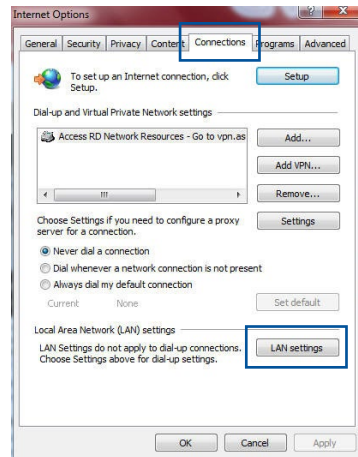 Internet Options
General Security Privacy Content Connections Programs Advanced
To set up an Internet connection, click
Setup.
Setup
Dial-up and Virtual Private Network settings
Access RD Network Resources - Go to vpn.as
Add...
Add VPN...
Remove...
Choose Settings if you need to configure a proxy
server for a connection.
Settings
Never dial a connection
Dial whenever a network connection is not present
Always dial my default connection
Current None
Set default
Local Area Network (LAN) settings
LAN Settings do not apply to dial-up connections.
Choose Settings above for dial-up settings.
LAN settings
OK Cancel Apply